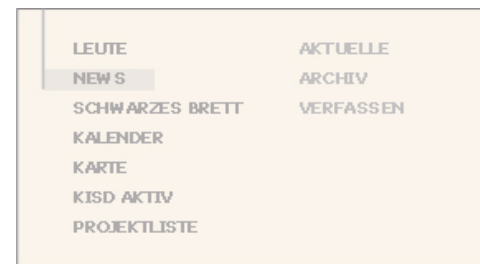 LEUTE
NEWS
SCHWARZES BRETT
KALENDER
KARTE
KISD AKTIV
PROJEKTLISTE
AKTUELLE
ARCHIV
VERFASSEN